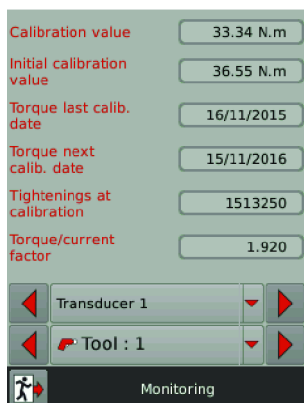 Calibration value 33.34 N.m
Initial calibration
value 36.55 N.m
Torque last calib.
date 16/11/2015
Torque next
calib. date 15/11/2016
Tightenings at
calibration 1513250
Torque/current
factor 1.920
Transducer 1
Tool : 1
Monitoring